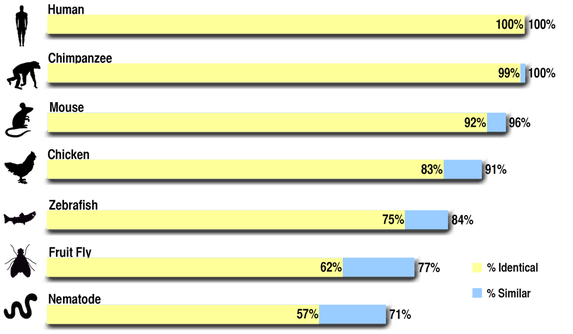 Human
100% 100%
Chimpanzee
99% 100%
Mouse
92% 96%
Chicken
83% 91%
Zebrafish
75% 84%
Fruit Fly
62% 77%
% Identical
% Similar
Nematode
57% 71%